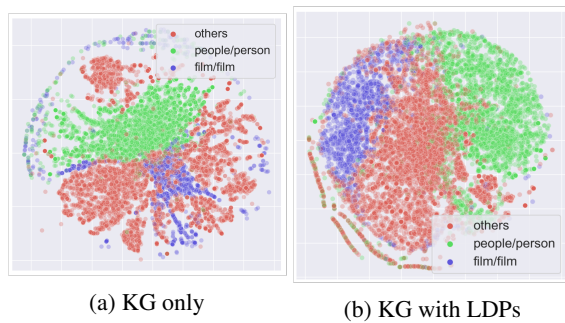 others
people/person
film/film
others
people/person
film/film
(a) KG only
(b) KG with LDPs